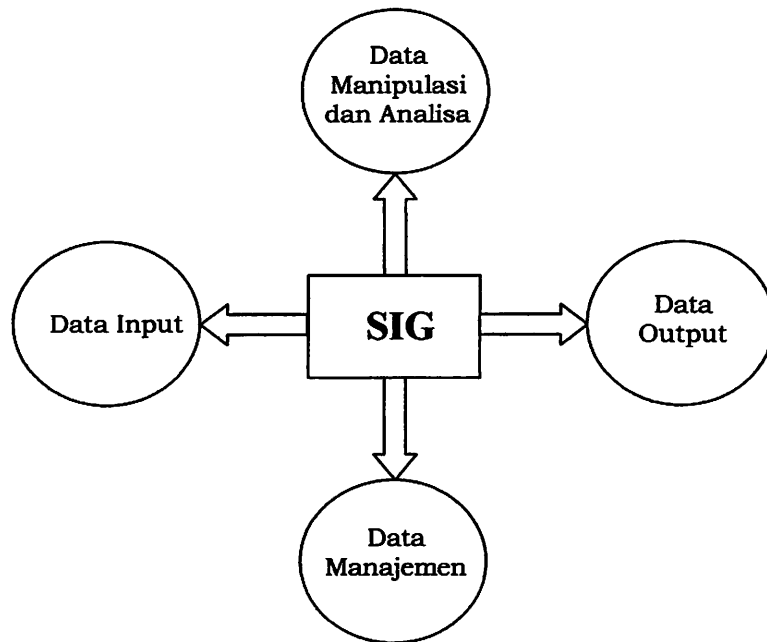 Data
Manipulasi
dan Analisa
Data Input
SIG
Data
Output
Data
Manajemen